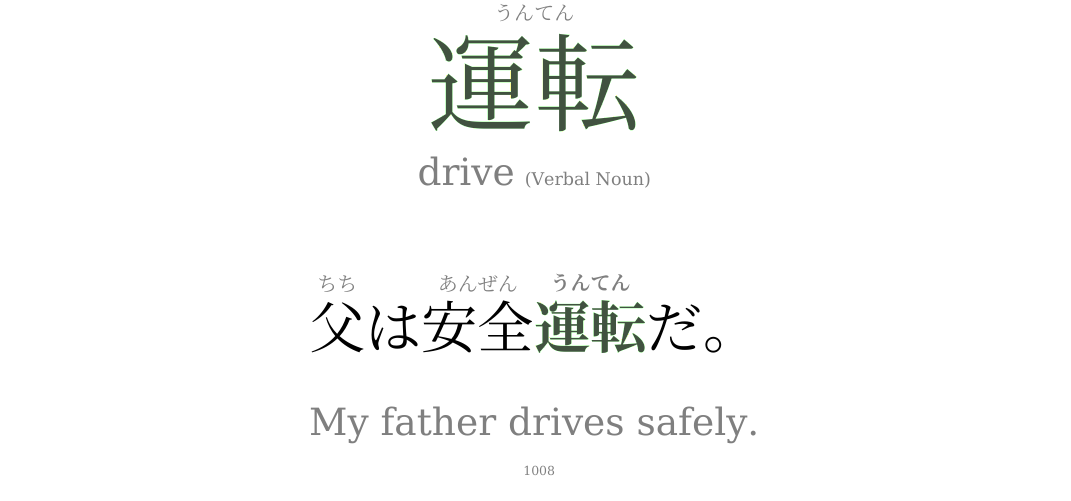 うんてん
運転
drive (Verbal Noun)
ちち あんぜん うんてん
父は安全運転だ。
My father drives safely.
1008